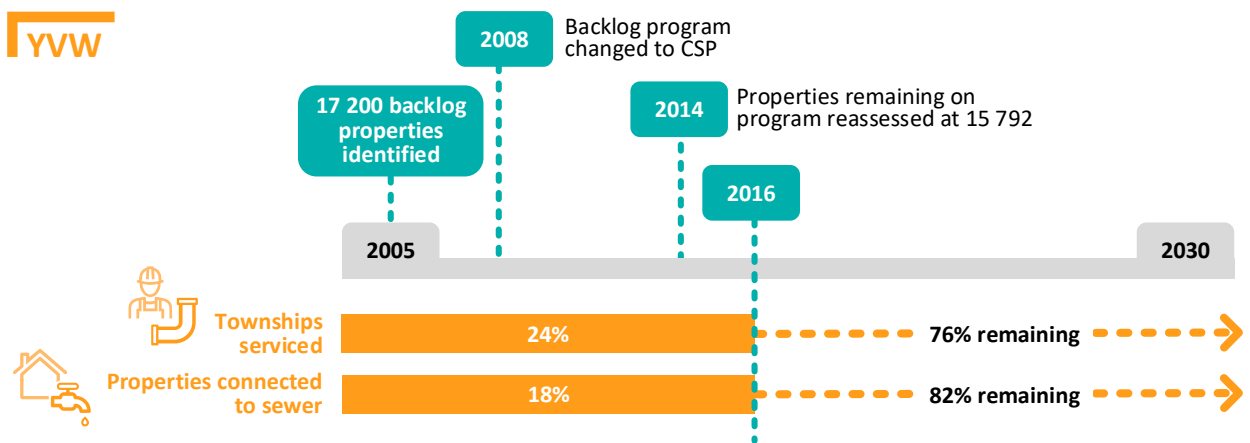 YVW
2008
Backlog program
changed to CSP
17 200 backlog
properties
identified
2014
Properties remaining on
program reassessed at 15 792
2016
2005
2030
Townships
serviced
24%
76% remaining
Properties connected
to sewer
18%
82% remaining